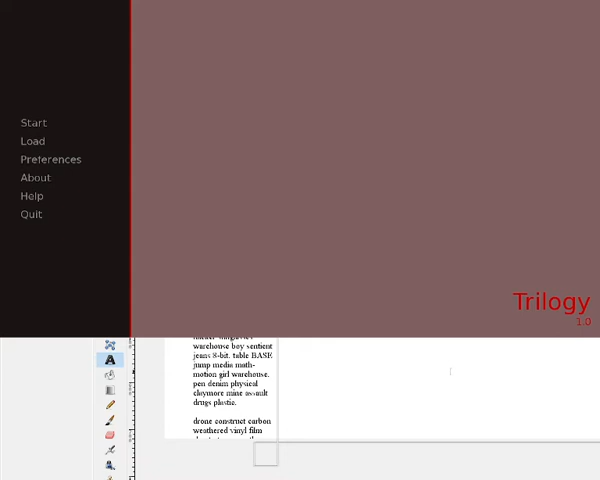 Start
Load
Preferences
About
Help
Quit
Trilogy
1.0
warehouse boy sentient
jeans 8-bit. table BASE
jump media math-
motion girl warehouse.
pen denim physical
claymore mine assault
drugs plastic.
drone construct carbon
weathered vinyl film